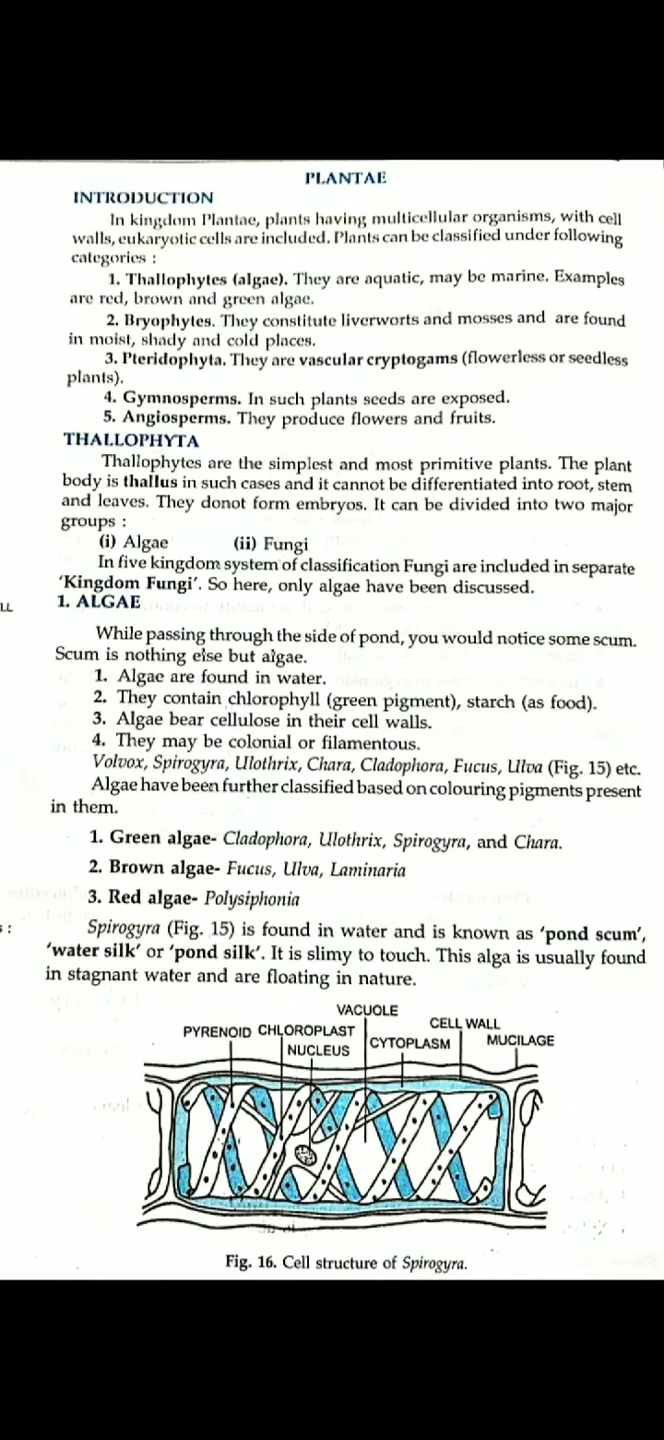 PLANTAE
INTRODUCTION
In kingdom Plantae, plants having multicellular organisms, with cell
walls, eukaryotic cells are included. Plants can be classified under following
categories :
1. Thallophytes (algae). They are aquatic, may be marine. Examples
are red, brown and green algae.
2. Bryophytes. They constitute liverworts and mosses and are found
in moist, shady and cold places.
3. Pteridophyta. They are vascular cryptogams (flowerless or seedless
plants).
4. Gymnosperms. In such plants seeds are exposed.
5. Angiosperms. They produce flowers and fruits.
THALLOPHYTA
Thallophytes are the simplest and most primitive plants. The plant
body is thallus in such cases and it cannot be differentiated into root, stem
and leaves. They donot form embryos. It can be divided into two major
groups :
(i) Algae (ii) Fungi
In five kingdom system of classification Fungi are included in separate
'Kingdom Fungi'. So here, only algae have been discussed.
LL
1. ALGAE
While passing through the side of pond, you would notice some scum.
Scum is nothing else but algae.
1. Algae are found in water.
2. They contain chlorophyll (green pigment), starch (as food).
3. Algae bear cellulose in their cell walls.
4. They may be colonial or filamentous.
Volvox, Spirogyra, Ulothrix, Chara, Cladophora, Fucus, Ulva (Fig. 15) etc.
Algae have been further classified based on colouring pigments present
in them.
1. Green algae- Cladophora, Ulothrix, Spirogyra, and Chara.
2. Brown algae- Fucus, Ulva, Laminaria
3. Red algae- Polysiphonia
s :
Spirogyra (Fig. 15) is found in water and is known as 'pond scum',
'water silk' or 'pond silk'. It is slimy to touch. This alga is usually found
in stagnant water and are floating in nature.
VACUOLE
PYRENOID CHLOROPLAST CELL WALL
NUCLEUS CYTOPLASM MUCILAGE
Fig. 16. Cell structure of Spirogyra.